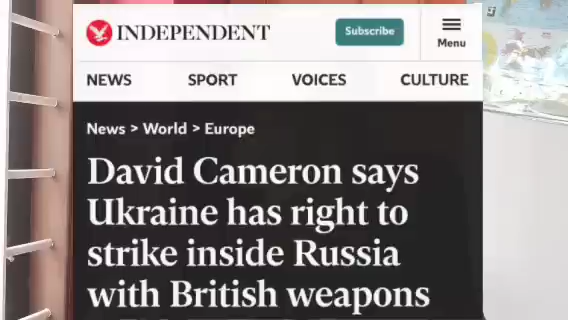 INDEPENDENT
Subscribe
Menu
NEWS SPORT VOICES CULTURE
News > World > Europe
David Cameron says
Ukraine has right to
strike inside Russia
with British weapons